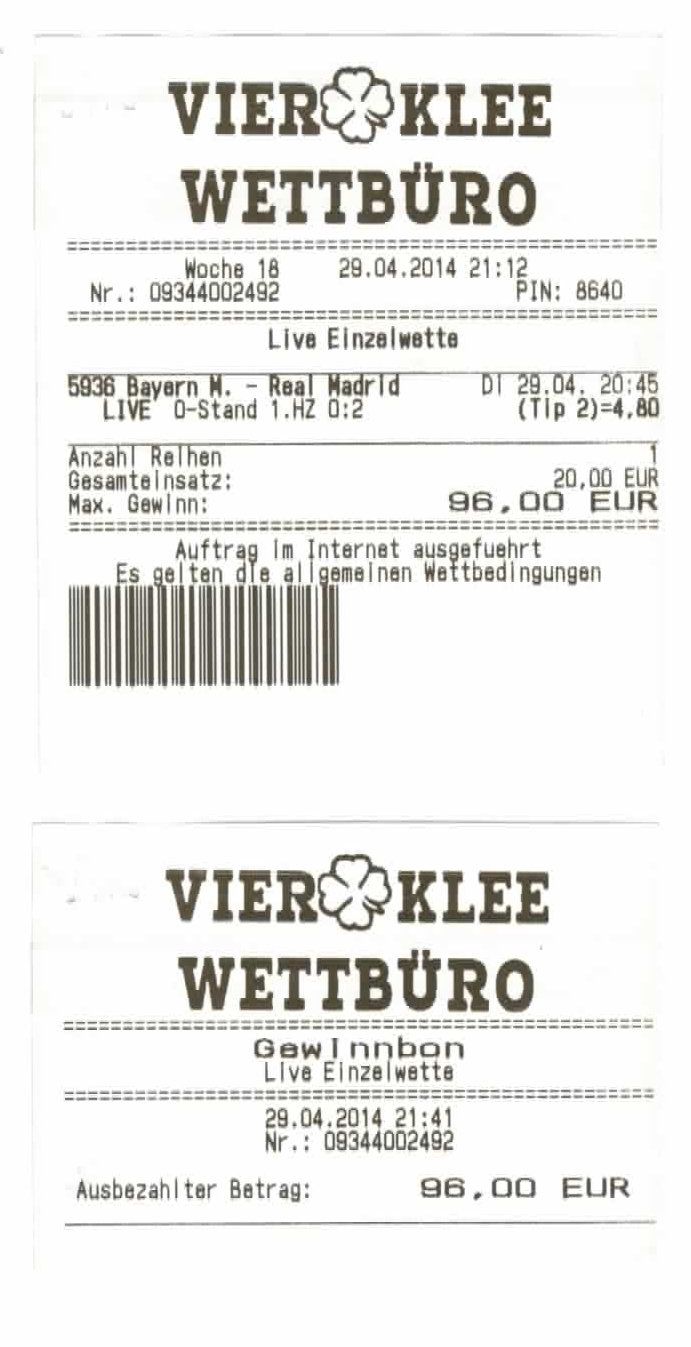 VIER KLEE
WETTBÜRO
Woche 18 29.04.2014 21:12
Nr.: 09344002492 PIN: 8640
Live Einzelwette
5936 Bayern M. - Real Madrid Di 29.04. 20:45
LIVE 0-Stand 1.HZ 0:2 (Tip 2)=4,80
Anzahl Reihen 1
Gesamteinsatz: 20,00 EUR
Max. Gewinn: 96,00 EUR
Auftrag im Internet ausgefuehrt
Es gelten die allgemeinen Wettbedingungen
VIER KLEE
WETTBÜRO
Gewinnbon
Live Einzelwette
29.04.2014 21:41
Nr.: 09344002492
Ausbezahlter Betrag: 96,00 EUR